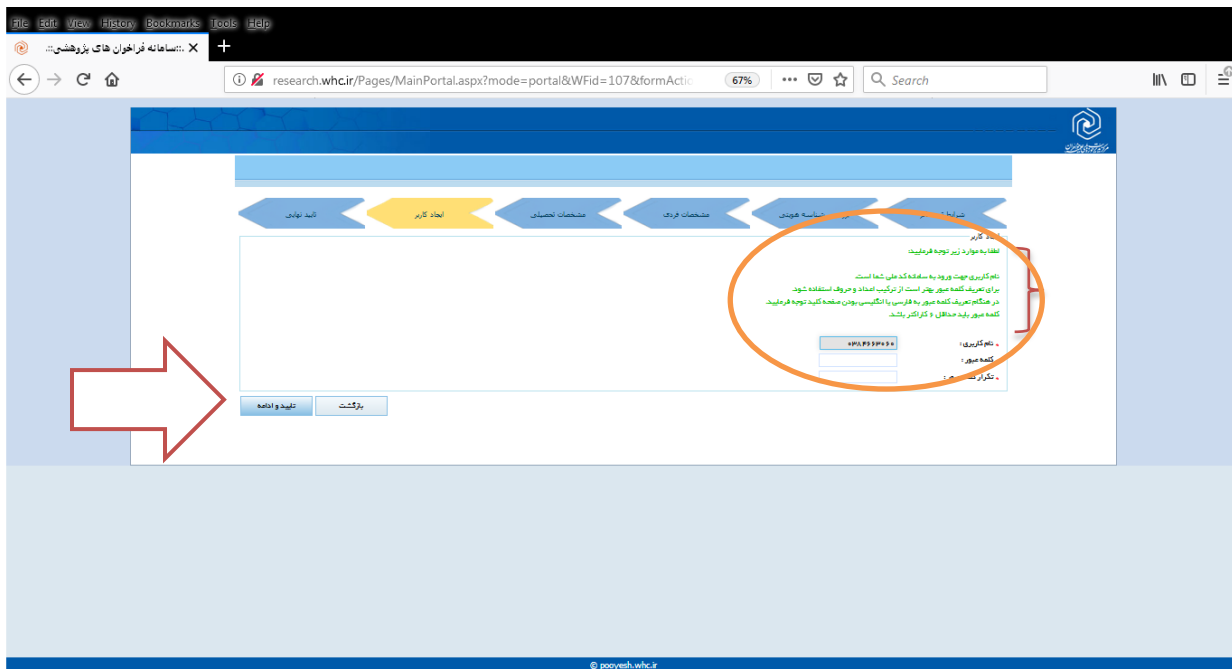 File Edit View History Bookmarks Tools Help
.::سامانه فراخوان های پژوهشی::.
research.whc.ir/Pages/MainPortal.aspx?mode=portal&WFid=107&formActio
67%
Search
شناسه هویتی
مشخصات فردی
مشخصات تحصیلی
ایجاد کاربر
تایید نهایی
ایجاد کاربر
لطفا به موارد زیر توجه فرمایید:
نام کاربری جهت ورود به سامانه کد ملی شما است.
برای تعریف کلمه عبور بهتر است از ترکیب اعداد و حروف استفاده شود.
در هنگام تعریف کلمه عبور به فارسی یا انگلیسی بودن صفحه کلید توجه فرمایید.
کلمه عبور باید حداقل ۶ کاراکتر باشد.
نام کاربری :
کلمه عبور :
تکرار
بازگشت
تایید و ادامه
© pooyesh.whc.ir